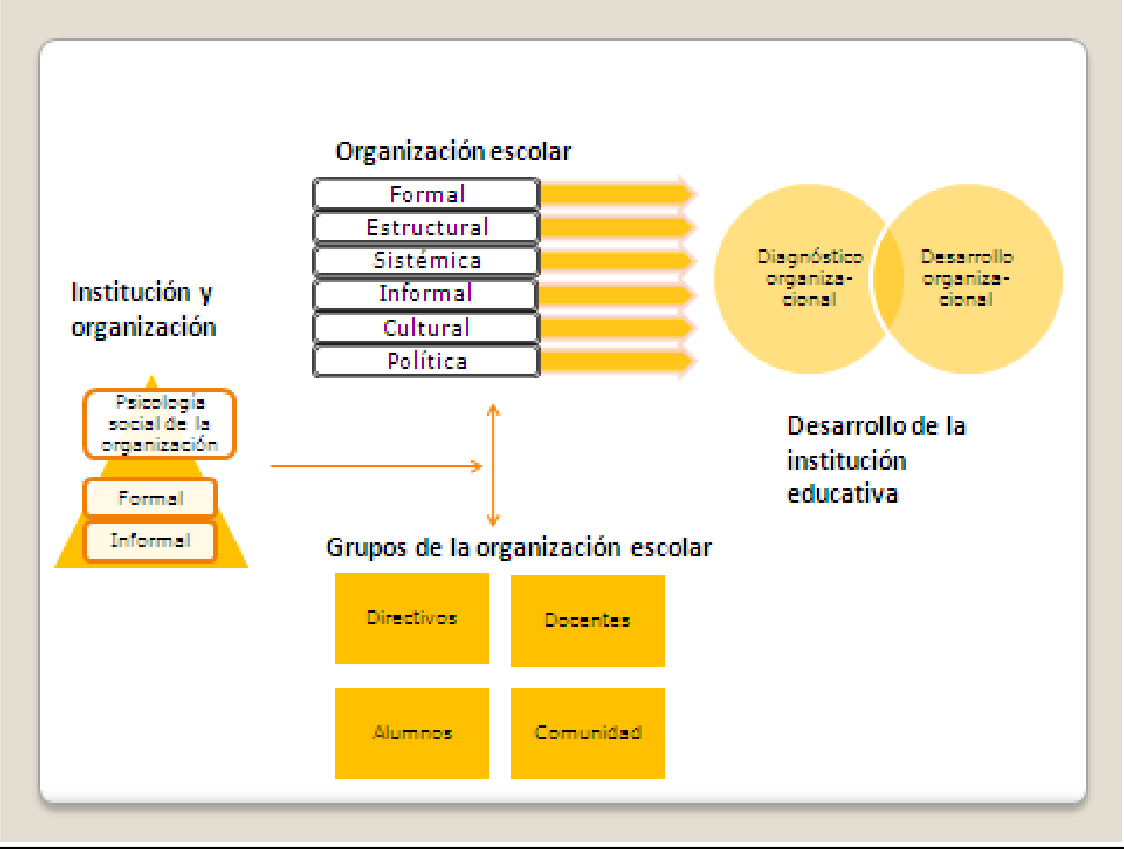 Organización escolar
Formal
Estructural
Sistémica
Informal
Cultural
Política
Institución y
organización
Psicología
social de la
organización
Formal
Informal
Diagnóstico
organiza-
cional
Desarrollo
organiza-
cional
Desarrollo de la
institución
educativa
Grupos de la organización escolar
Directivos
Docentes
Alumnos
Comunidad